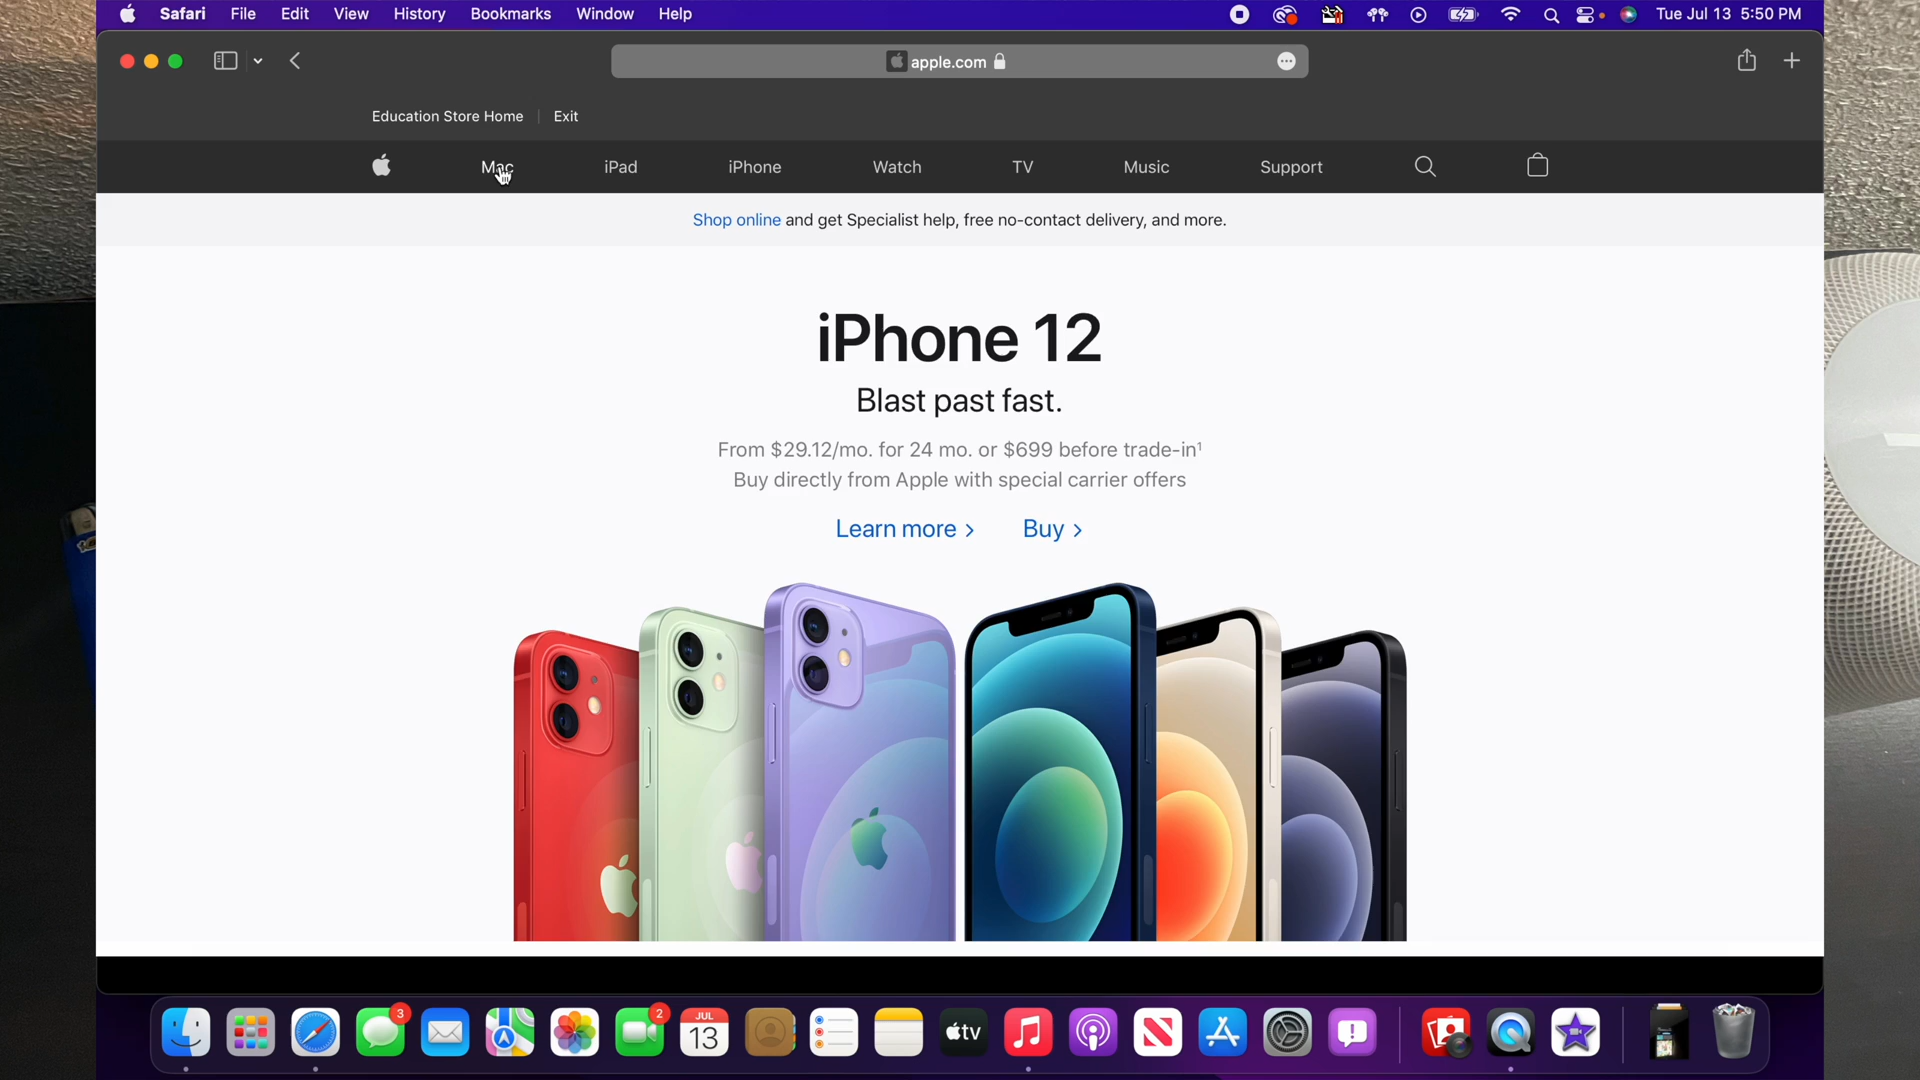 Safari File Edit View History Bookmarks Window Help Tue Jul 13 5:50 PM
apple.com
Education Store Home Exit
Mac iPad iPhone Watch TV Music Support
Shop online and get Specialist help, free no-contact delivery, and more.
iPhone 12
Blast past fast.
From $29.12/mo. for 24 mo. or $699 before trade-in¹
Buy directly from Apple with special carrier offers
Learn more > Buy >
3
2
JUL
13
tv